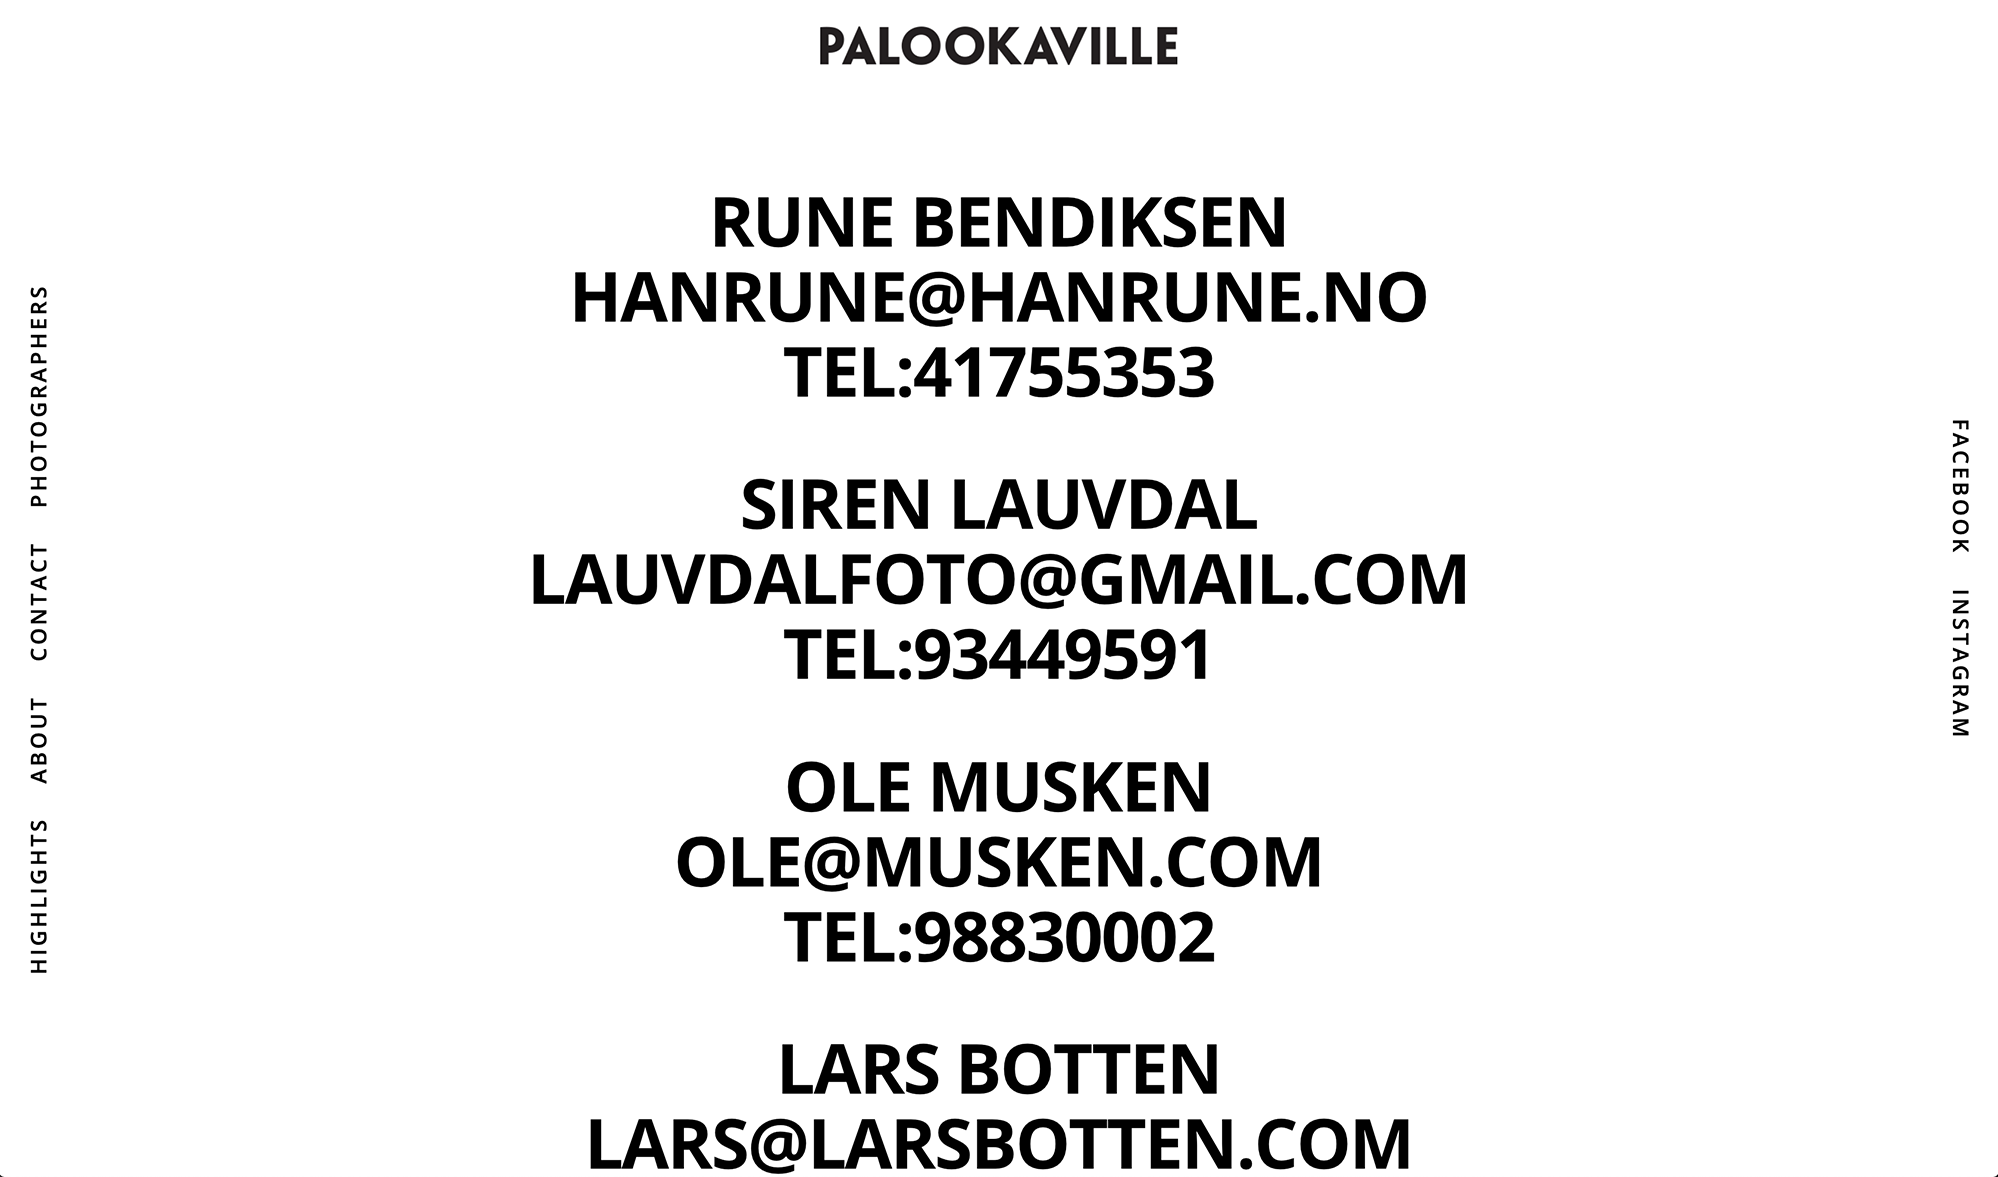 PALOOKAVILLE
RUNE BENDIKSEN
HANRUNE@HANRUNE.NO
TEL:41755353
SIREN LAUVDAL
LAUVDALFOTO@GMAIL.COM
TEL:93449591
OLE MUSKEN
OLE@MUSKEN.COM
TEL:98830002
LARS BOTTEN
LARS@LARSBOTTEN.COM
HIGHLIGHTS ABOUT CONTACT PHOTOGRAPHERS
FACEBOOK INSTAGRAM